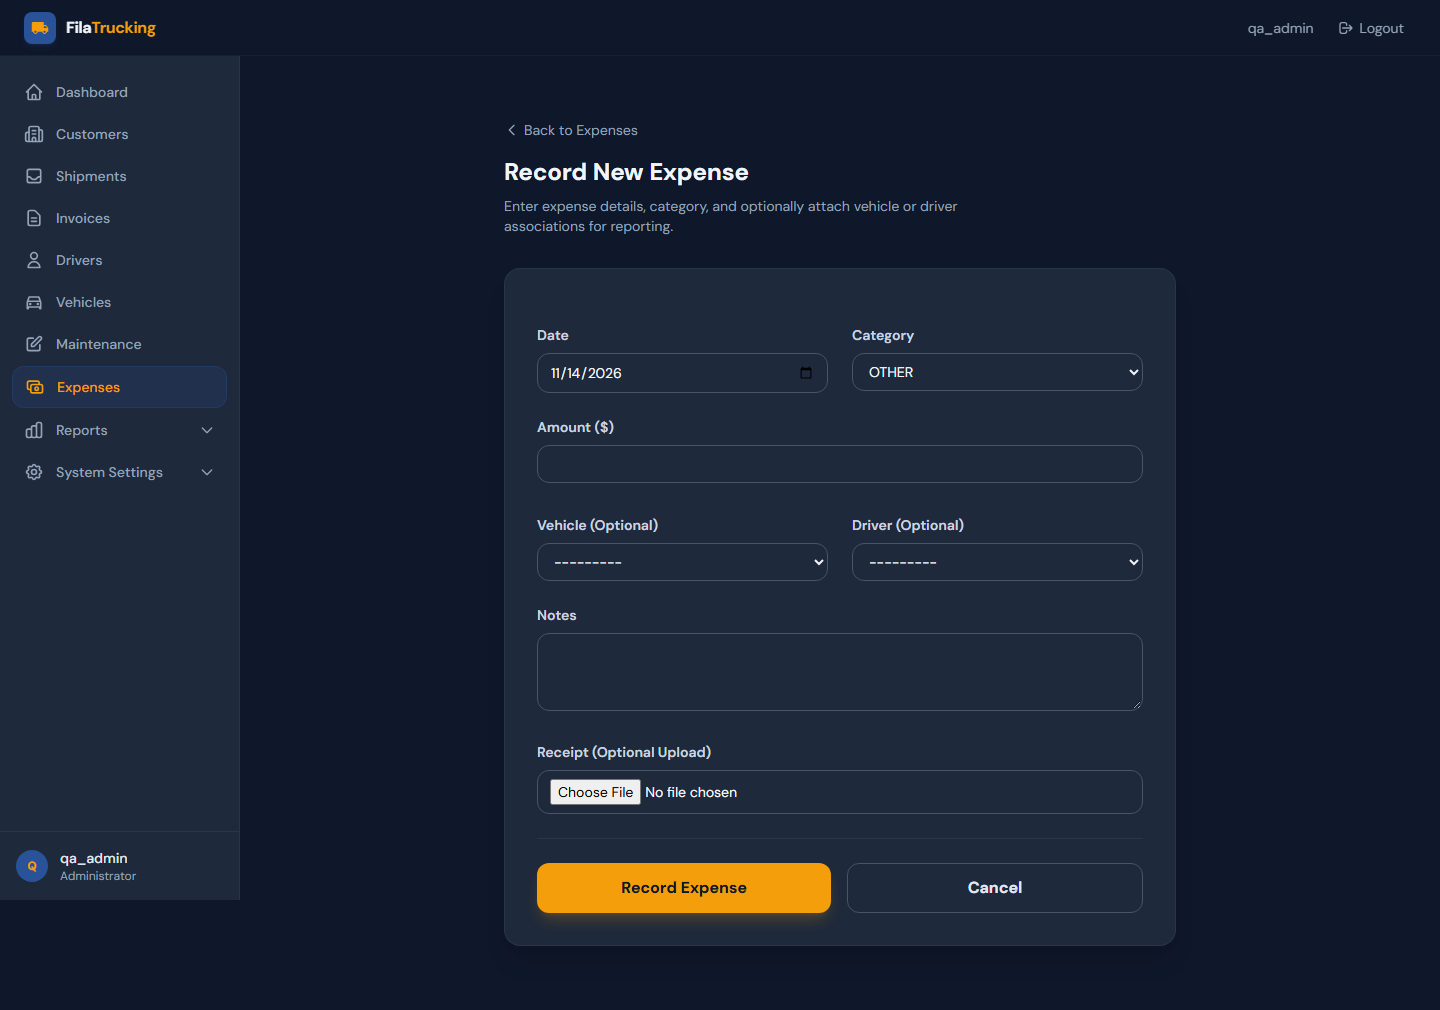 FilaTrucking
qa_admin
Logout
Dashboard
Customers
Shipments
Invoices
Drivers
Vehicles
Maintenance
Expenses
Reports
System Settings
Q
qa_admin
Administrator
Back to Expenses
Record New Expense
Enter expense details, category, and optionally attach vehicle or driver
associations for reporting.
Date
Category
11/14/2026
OTHER
Amount ($)
Vehicle (Optional)
Driver (Optional)
---------
---------
Notes
Receipt (Optional Upload)
Choose File No file chosen
Record Expense
Cancel